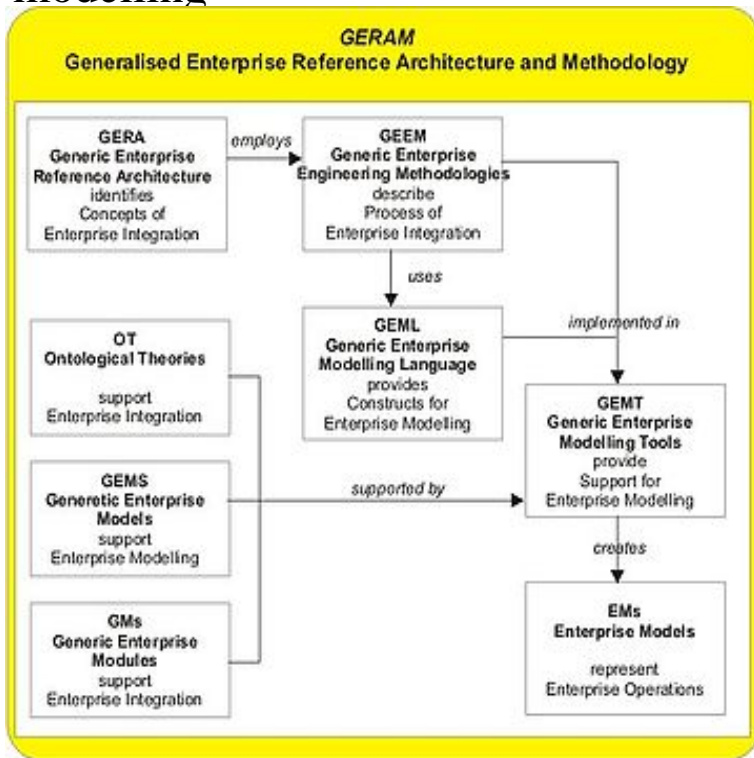 modelling
GERAM
Generalised Enterprise Reference Architecture and Methodology
GERA
Generic Enterprise
Reference Architecture
identifies
Concepts of
Enterprise Integration
employs
GEEM
Generic Enterprise
Engineering Methodologies
describe
Process of
Enterprise Integration
uses
OT
Ontological Theories
support
Enterprise Integration
GEML
Generic Enterprise
Modelling Language
provides
Constructs for
Enterprise Modelling
implemented in
GEMT
Generic Enterprise
Modelling Tools
provide
Support for
Enterprise Modelling
GEMS
Generetic Enterprise
Models
support
Enterprise Modelling
supported by
creates
GMs
Generic Enterprise
Modules
support
Enterprise Integration
EMs
Enterprise Models
represent
Enterprise Operations